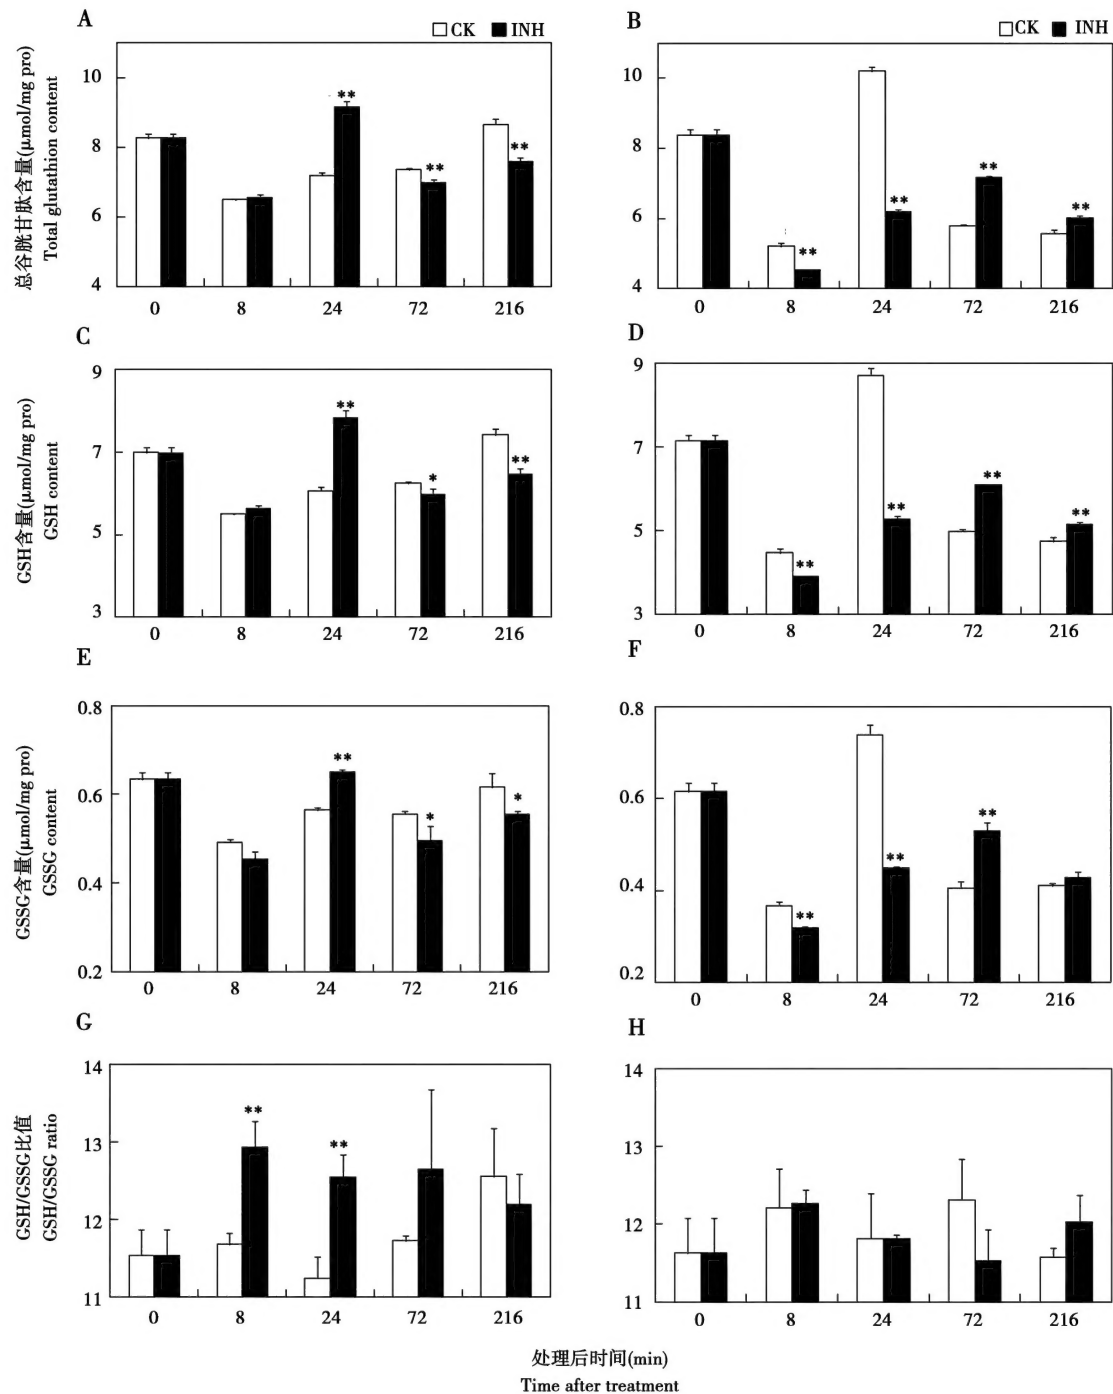 A
B
CK INH
CK INH
总谷胱甘肽含量(μmol/mg pro)
Total glutathion content
10
8
6
4
0 8 24 72 216
** ** **
10
8
6
4
0 8 24 72 216
** ** ** **
C
D
GSH含量(μmol/mg pro)
GSH content
9
7
5
3
0 8 24 72 216
** * **
9
7
5
3
0 8 24 72 216
** ** ** **
E
F
GSSG含量(μmol/mg pro)
GSSG content
0.8
0.6
0.4
0.2
0 8 24 72 216
** * *
0.8
0.6
0.4
0.2
0 8 24 72 216
** ** **
G
H
GSH/GSSG比值
GSH/GSSG ratio
14
13
12
11
0 8 24 72 216
** **
14
13
12
11
0 8 24 72 216
处理后时间(min)
Time after treatment